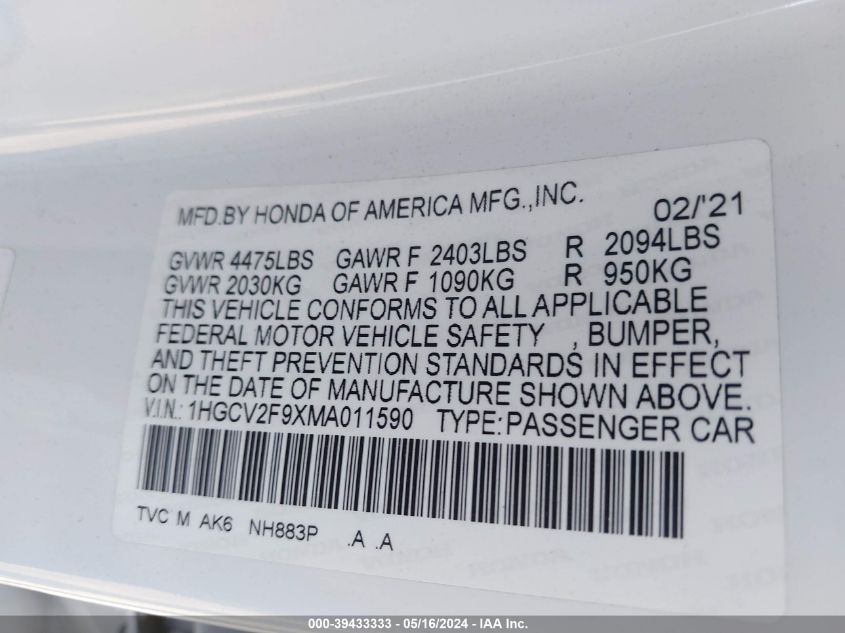 MFD.BY HONDA OF AMERICA MFG.,INC. 02/'21
GVWR 4475LBS GAWR F 2403LBS R 2094LBS
GVWR 2030KG GAWR F 1090KG R 950KG
THIS VEHICLE CONFORMS TO ALL APPLICABLE
FEDERAL MOTOR VEHICLE SAFETY , BUMPER,
AND THEFT PREVENTION STANDARDS IN EFFECT
ON THE DATE OF MANUFACTURE SHOWN ABOVE.
V.I.N.: 1HGCV2F9XMA011590 TYPE:PASSENGER CAR
TVC M AK6 NH883P .A .A
000-39433333 - 05/16/2024 - IAA Inc.